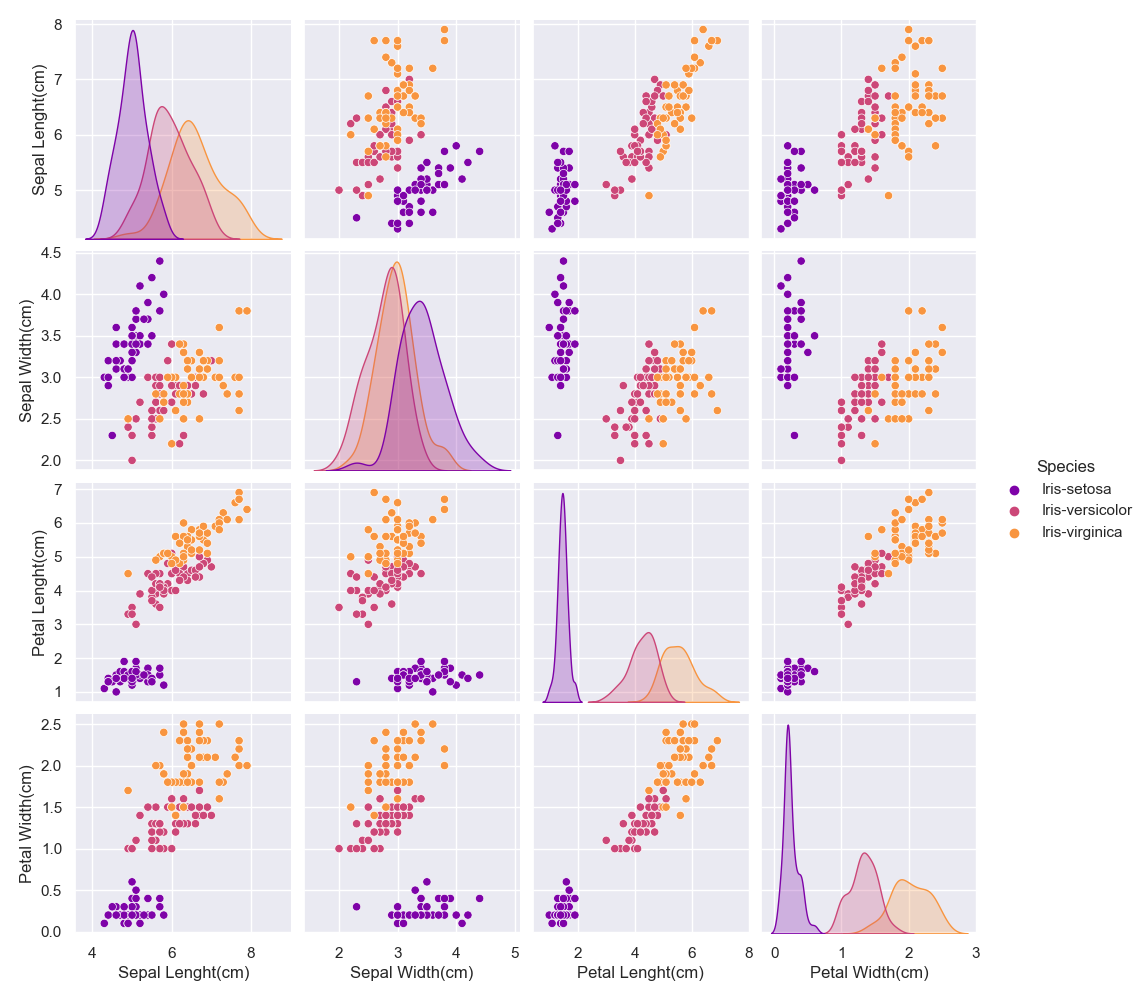 8
7
6
5
Sepal Lenght(cm)
4.5
4.0
3.5
3.0
2.5
2.0
Sepal Width(cm)
Species
Iris-setosa
Iris-versicolor
Iris-virginica
7
6
5
4
3
2
1
Petal Lenght(cm)
2.5
2.0
1.5
1.0
0.5
0.0
Petal Width(cm)
4 6 8 2 3 4 5 2 4 6 8 0 1 2 3
Sepal Lenght(cm) Sepal Width(cm) Petal Lenght(cm) Petal Width(cm)